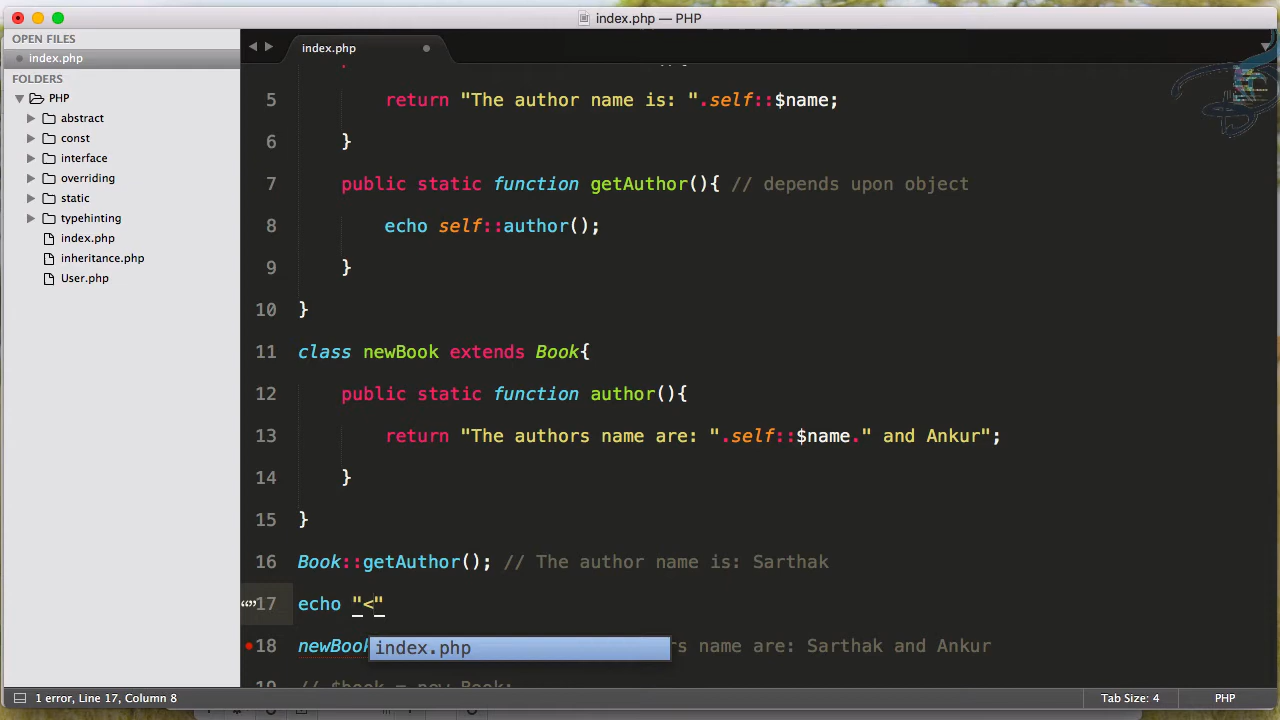 index.php — PHP
OPEN FILES
index.php
FOLDERS
PHP
abstract
const
interface
overriding
static
typehinting
index.php
inheritance.php
User.php
index.php
5 return "The author name is: ".self::$name;
6 }
7 public static function getAuthor(){ // depends upon object
8 echo self::author();
9 }
10 }
11 class newBook extends Book{
12 public static function author(){
13 return "The authors name are: ".self::$name." and Ankur";
14 }
15 }
16 Book::getAuthor(); // The author name is: Sarthak
“”17 echo "<"
18 newBook name are: Sarthak and Ankur
index.php
19 // $book = new Book;
1 error, Line 17, Column 8
Tab Size: 4
PHP